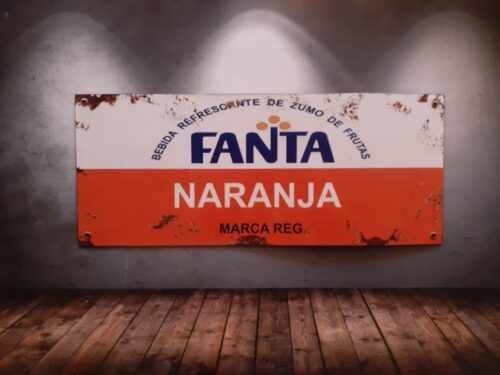 BEBIDA REFRESCANTE DE ZUMO DE FRUTAS
FANTA
NARANJA
MARCA REG.